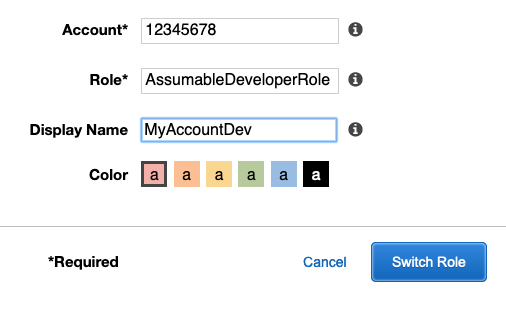 Account* 12345678
Role* AssumableDeveloperRole
Display Name MyAccountDev
Color a a a a a a
*Required Cancel Switch Role